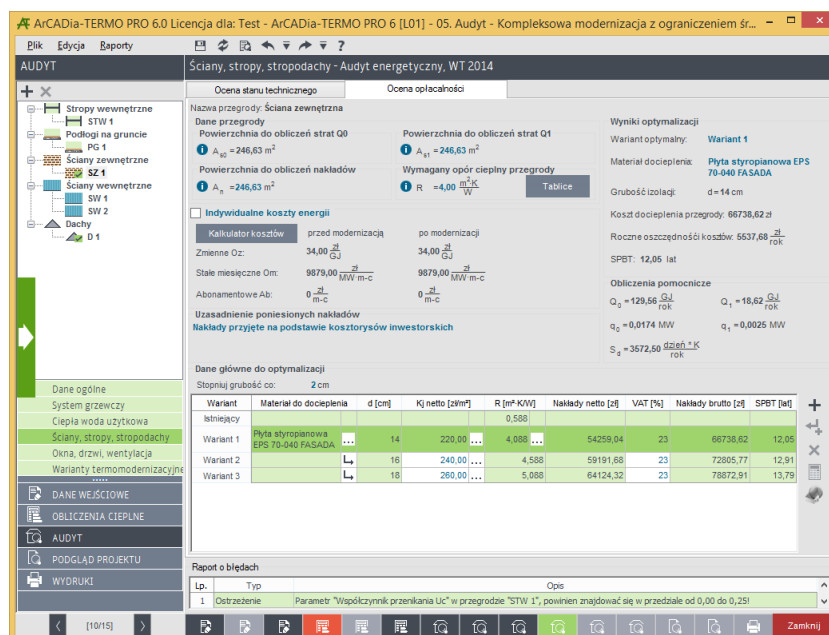 ArCADia-TERMO PRO 6.0 Licencja dla: Test - ArCADia-TERMO PRO 6 [L01] - 05. Audyt - Kompleksowa modernizacja z ograniczeniem śr...
Plik Edycja Raporty
AUDYT
Ściany, stropy, stropodachy - Audyt energetyczny, WT 2014
Stropy wewnętrzne
STW 1
Podłogi na gruncie
PG 1
Ściany zewnętrzne
SZ 1
Ściany wewnętrzne
SW 1
SW 2
Dachy
D 1
Ocena stanu technicznego Ocena opłacalności
Nazwa przegrody: Ściana zewnętrzna
Dane przegrody
Powierzchnia do obliczeń strat Q0 Powierzchnia do obliczeń strat Q1
A s0 =246,63 m² A s1 =246,63 m²
Powierzchnia do obliczeń nakładów Wymagany opór cieplny przegrody
A n =246,63 m² R =4,00 m²·K/W Tablice
Indywidualne koszty energii
Kalkulator kosztów przed modernizacją po modernizacji
Zmienne Oz: 34,00 zł/GJ 34,00 zł/GJ
Stałe miesięczne Om: 9879,00 zł/MW·m-c 9879,00 zł/MW·m-c
Abonamentowe Ab: 0 zł/m-c 0 zł/m-c
Uzasadnienie poniesionych nakładów
Nakłady przyjęte na podstawie kosztorysów inwestorskich
Wyniki optymalizacji
Wariant optymalny: Wariant 1
Materiał docieplenia: Płyta styropianowa EPS
70-040 FASADA
Grubość izolacji: d= 14 cm
Koszt docieplenia przegrody: 66738,62 zł
Roczne oszczędnośćci kosztów: 5537,68 zł/rok
SPBT: 12,05 lat
Obliczenia pomocnicze
Q 0 =129,56 GJ/rok Q 1 =18,62 GJ/rok
q 0 =0,0174 MW q 1 =0,0025 MW
S d =3572,50 dzień * K/rok
Dane główne do optymalizacji
Stopniuj grubość co: 2 cm
Wariant Materiał do docieplenia d [cm] Kj netto [zł/m²] R [m²·K/W] Nakłady netto [zł] VAT [%] Nakłady brutto [zł] SPBT [lat]
Istniejący 0,588
Wariant 1 Płyta styropianowa EPS 70-040 FASADA ... 14 220,00 ... 4,088 ... 54259,04 23 66738,62 12,05
Wariant 2 16 240,00 ... 4,588 59191,68 23 72805,77 12,91
Wariant 3 18 260,00 ... 5,088 64124,32 23 78872,91 13,79
Dane ogólne
System grzewczy
Ciepła woda użytkowa
Ściany, stropy, stropodachy
Okna, drzwi, wentylacja
Warianty termomodernizacyjne
DANE WEJŚCIOWE
OBLICZENIA CIEPLNE
AUDYT
PODGLĄD PROJEKTU
WYDRUKI
Raport o błędach
Lp. Typ Opis
1 Ostrzeżenie Parametr "Współczynnik przenikania Uc" w przegrodzie "STW 1", powinien znajdować się w przedziale od 0,00 do 0,25!
[10/15] Zamknij